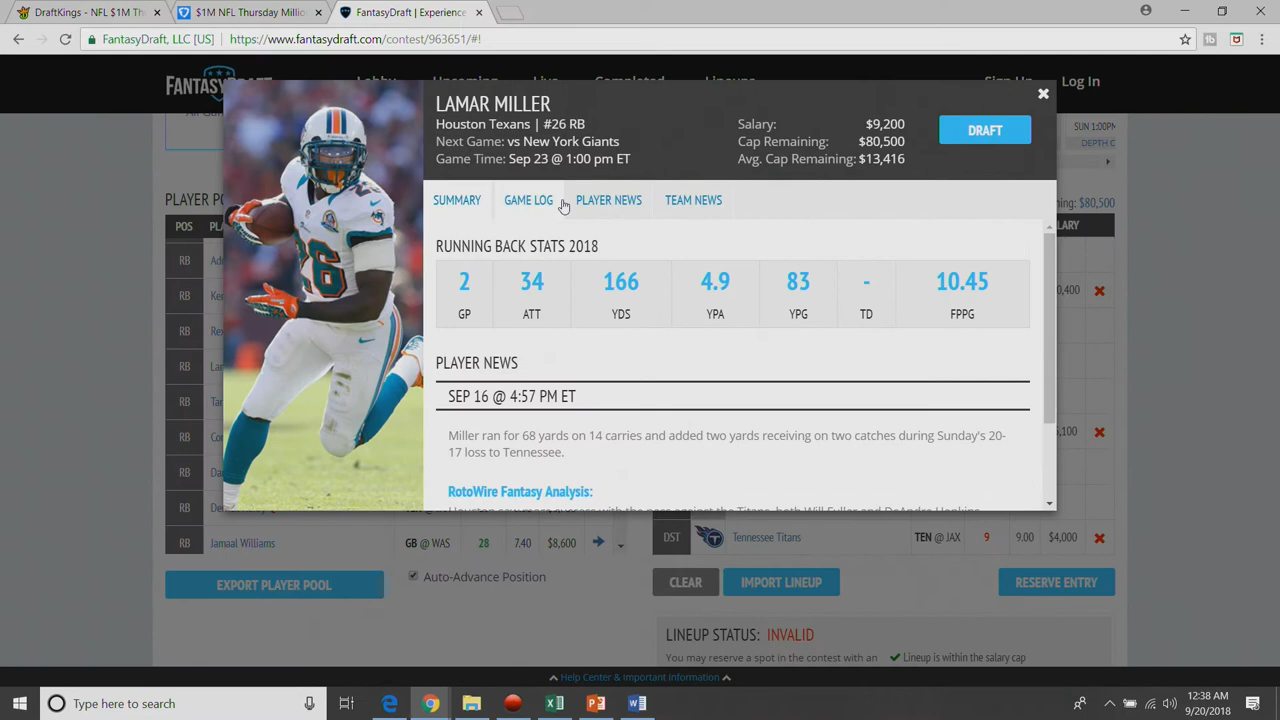 DraftKings - NFL $1M Th
$1M NFL Thursday Millio
FantasyDraft | Experience
FantasyDraft, LLC [US]
https://www.fantasydraft.com/contest/963651/#!
FANTASYDRAFT
Lobby
Upcoming
Live
Completed
Lineups
Sign Up
Log In
LAMAR MILLER
Houston Texans | #26 RB
Next Game: vs New York Giants
Game Time: Sep 23 @ 1:00 pm ET
Salary: $9,200
Cap Remaining: $80,500
Avg. Cap Remaining: $13,416
DRAFT
SUN 1:00PM
DEPTH C
SUMMARY
GAME LOG
PLAYER NEWS
TEAM NEWS
PLAYER PO
ning: $80,500
POS
PL
LARY
RUNNING BACK STATS 2018
2 34 166 4.9 83 - 10.45
GP ATT YDS YPA YPG TD FPPG
RB
RB Ke
0,400
RB Re
RB La
RB
RB Co
,100
RB Da
RB De
PLAYER NEWS
SEP 16 @ 4:57 PM ET
Miller ran for 68 yards on 14 carries and added two yards receiving on two catches during Sunday's 20-
17 loss to Tennessee.
RotoWire Fantasy Analysis:
RB Jamaal Williams GB @ WAS 28 7.40 $8,600
DST Tennessee Titans TEN @ JAX 9 9.00 $4,000
EXPORT PLAYER POOL
Auto-Advance Position
CLEAR
IMPORT LINEUP
RESERVE ENTRY
LINEUP STATUS: INVALID
You may reserve a spot in the contest with an
Lineup is within the salary cap
Help Center & Important Information
Type here to search
12:38 AM
9/20/2018